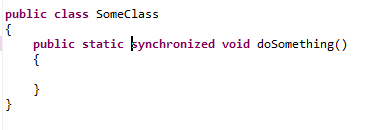 public class SomeClass
{
    public static synchronized void doSomething()
    {
    }
}